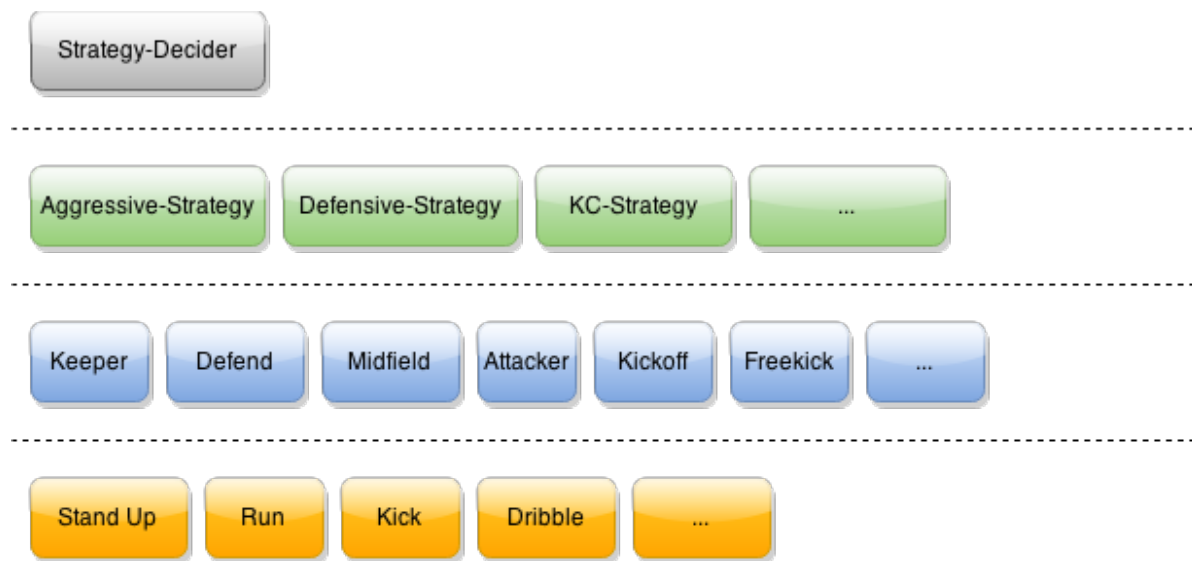 Strategy-Decider
Aggressive-Strategy Defensive-Strategy KC-Strategy ...
Keeper Defend Midfield Attacker Kickoff Freekick ...
Stand Up Run Kick Dribble ...